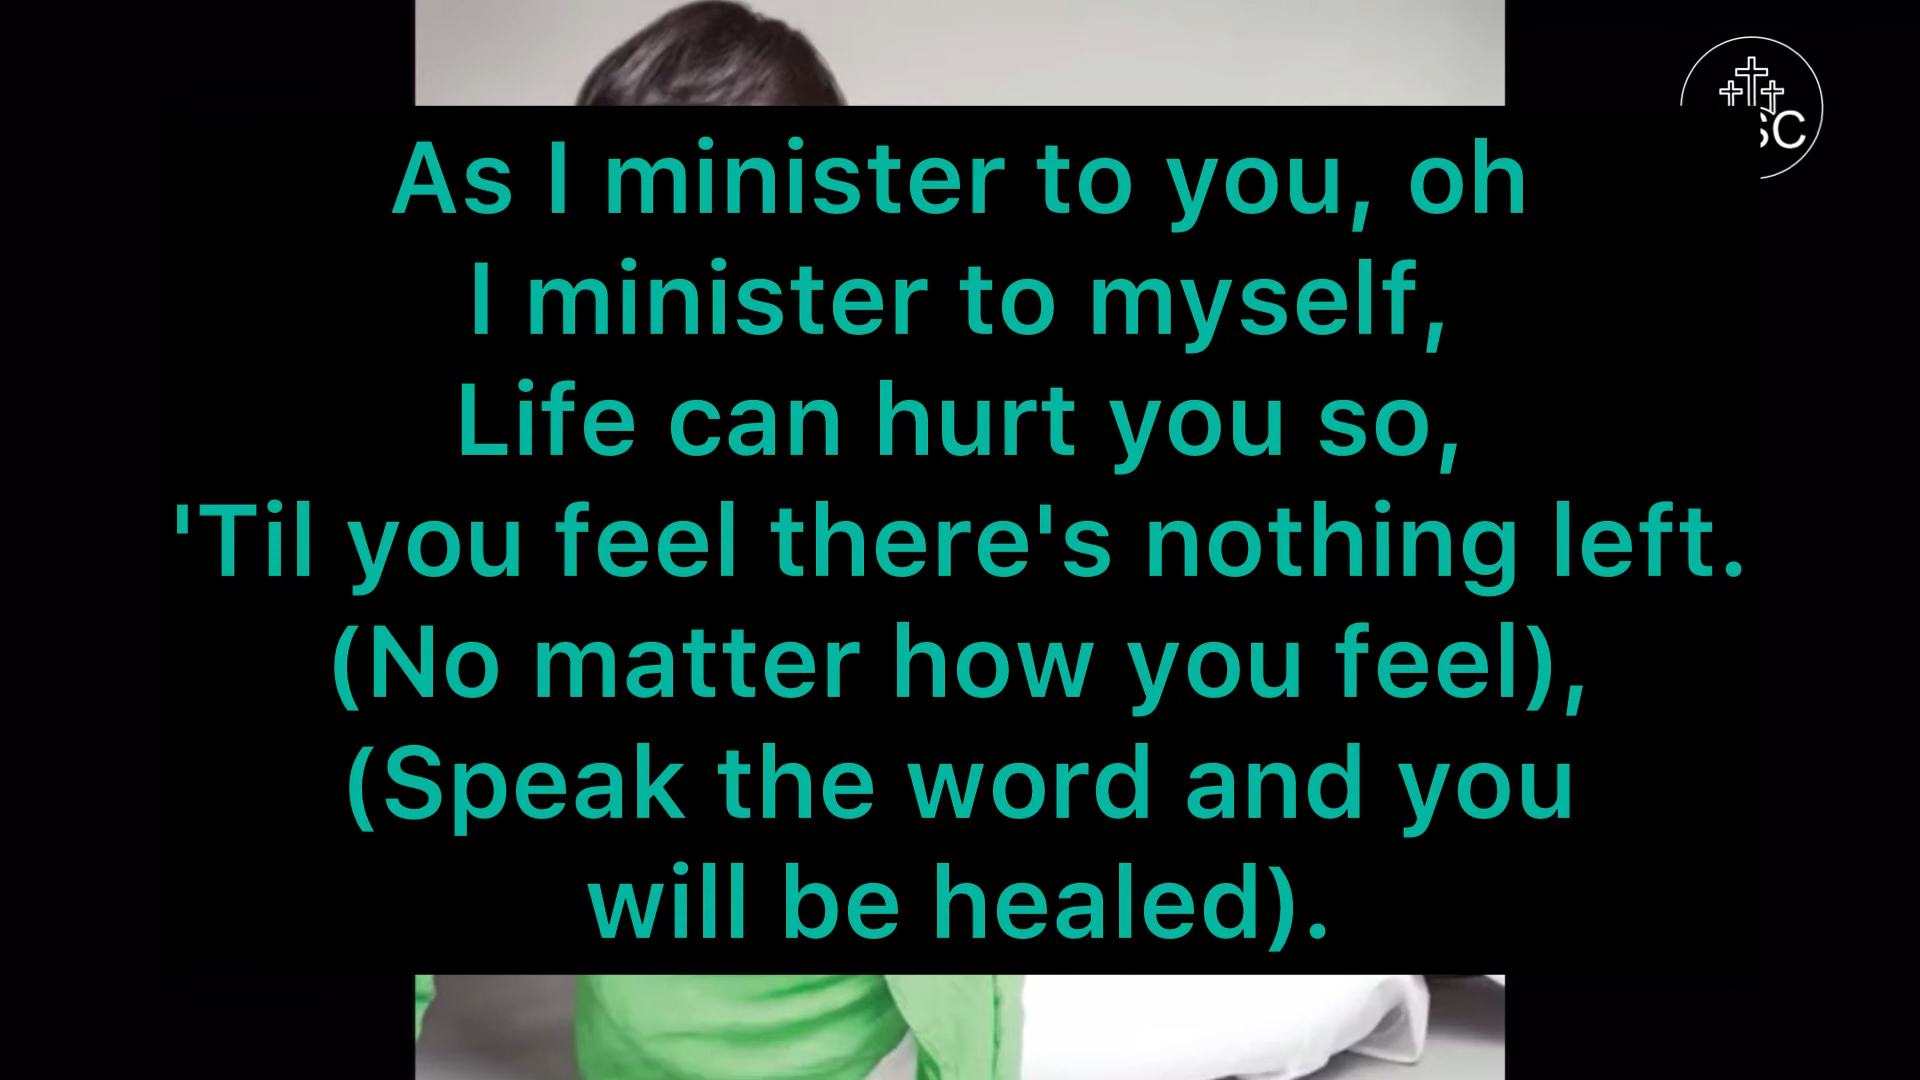 As I minister to you, oh
I minister to myself,
Life can hurt you so,
'Til you feel there's nothing left.
(No matter how you feel),
(Speak the word and you
will be healed).